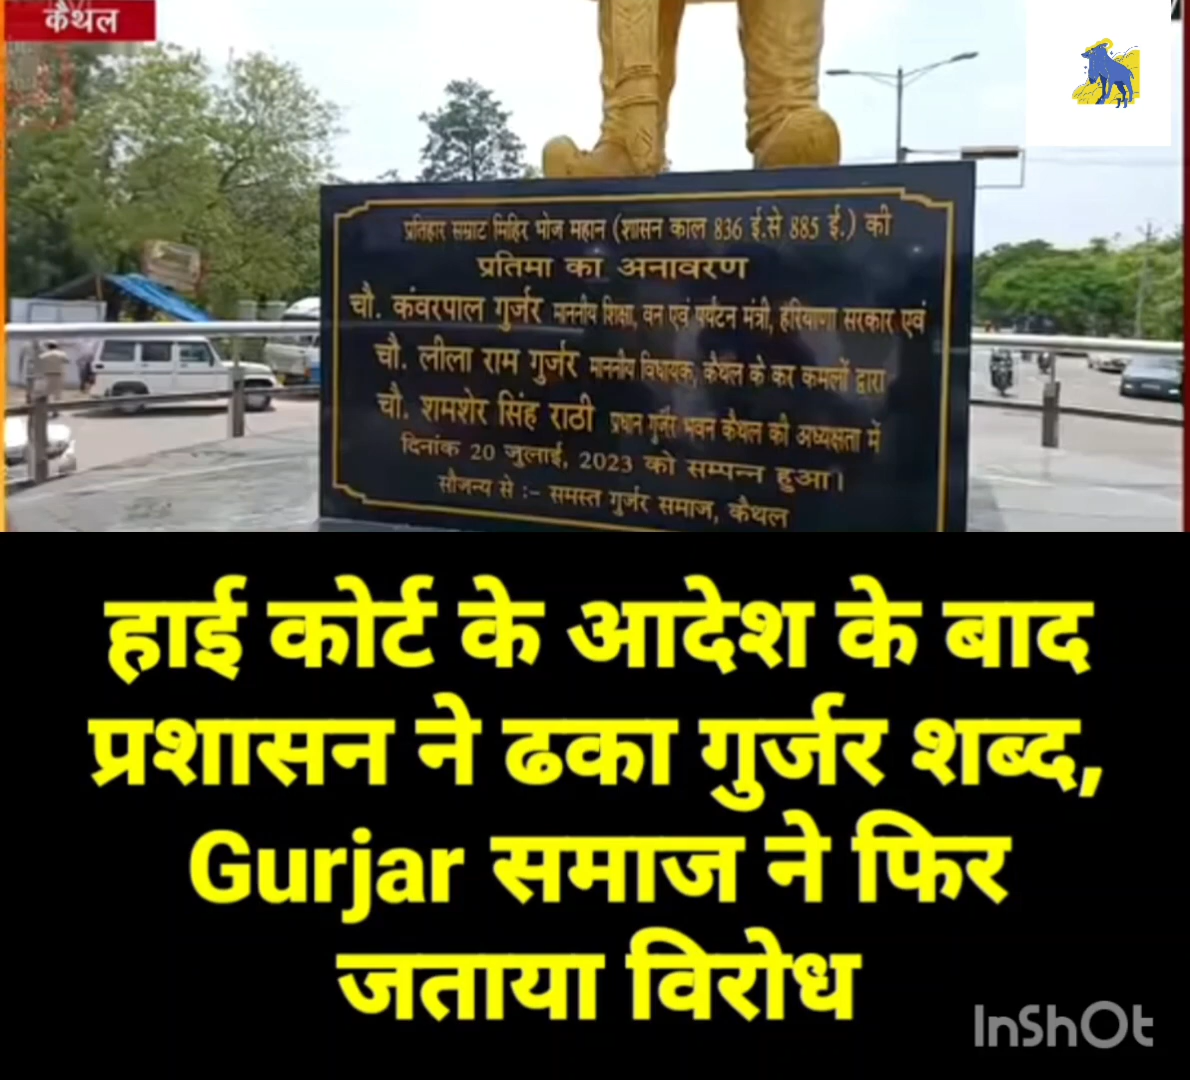 कैथल
प्रतिहार सम्राट मिहिर भोज महान (शासन काल 836 ई.से 885 ई.) की
प्रतिमा का अनावरण
चौ. कंवरपाल गुर्जर माननीय शिक्षा, वन एवं पर्यटन मंत्री, हरियाणा सरकार एवं
चौ. लीला राम गुर्जर माननीय विधायक, कैथल के कर कमलों द्वारा
चौ. शमशेर सिंह राठी प्रधान गुर्जर भवन कैथल की अध्यक्षता में
दिनांक 20 जुलाई, 2023 को सम्पन्न हुआ।
सौजन्य से :- समस्त गुर्जर समाज, कैथल
हाई कोर्ट के आदेश के बाद
प्रशासन ने ढका गुर्जर शब्द,
Gurjar समाज ने फिर
जताया विरोध
InShOt